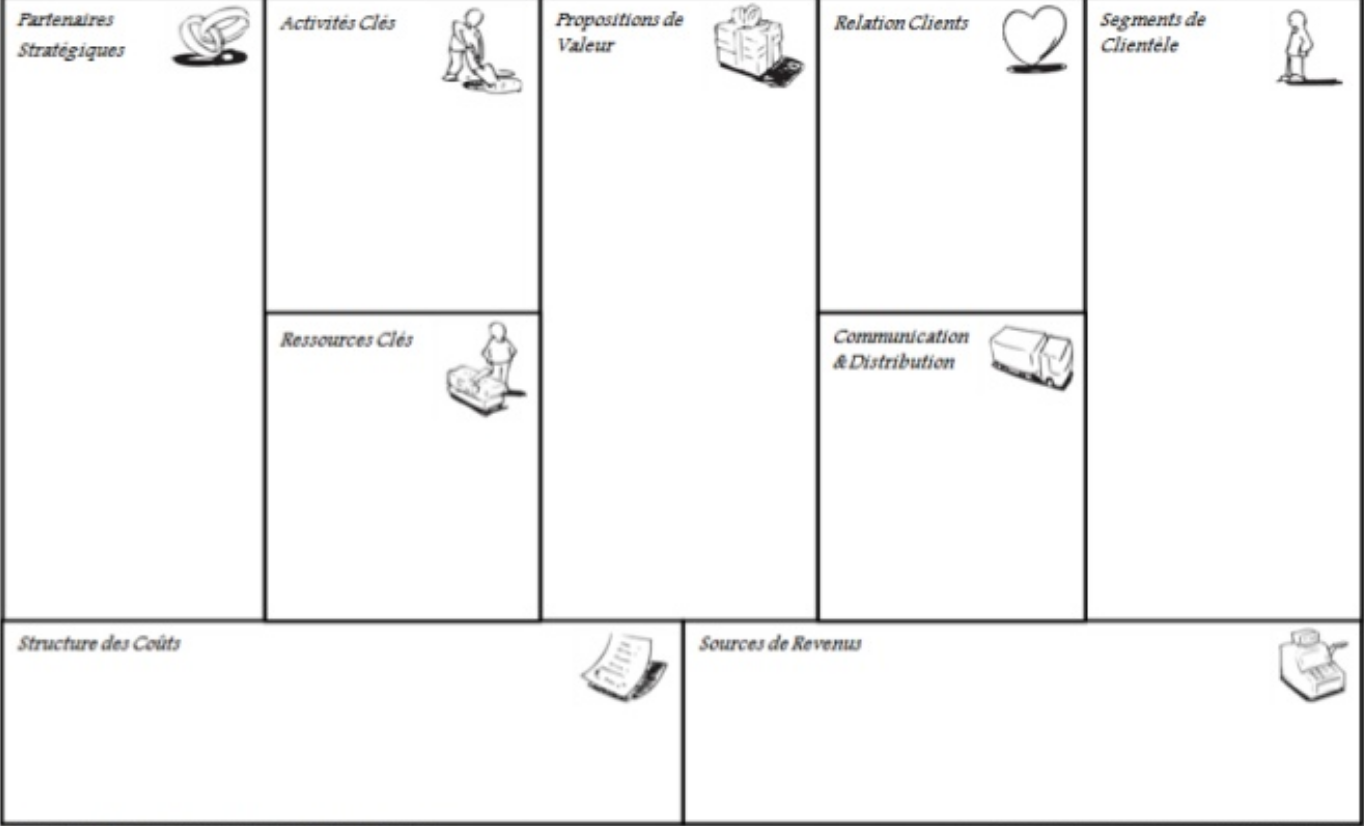 Partenaires
Stratégiques
Activités Clés
Ressources Clés
Propositions de
Valeur
Relation Clients
Communication
& Distribution
Segments de
Clientèle
Structure des Coûts
Sources de Revenus